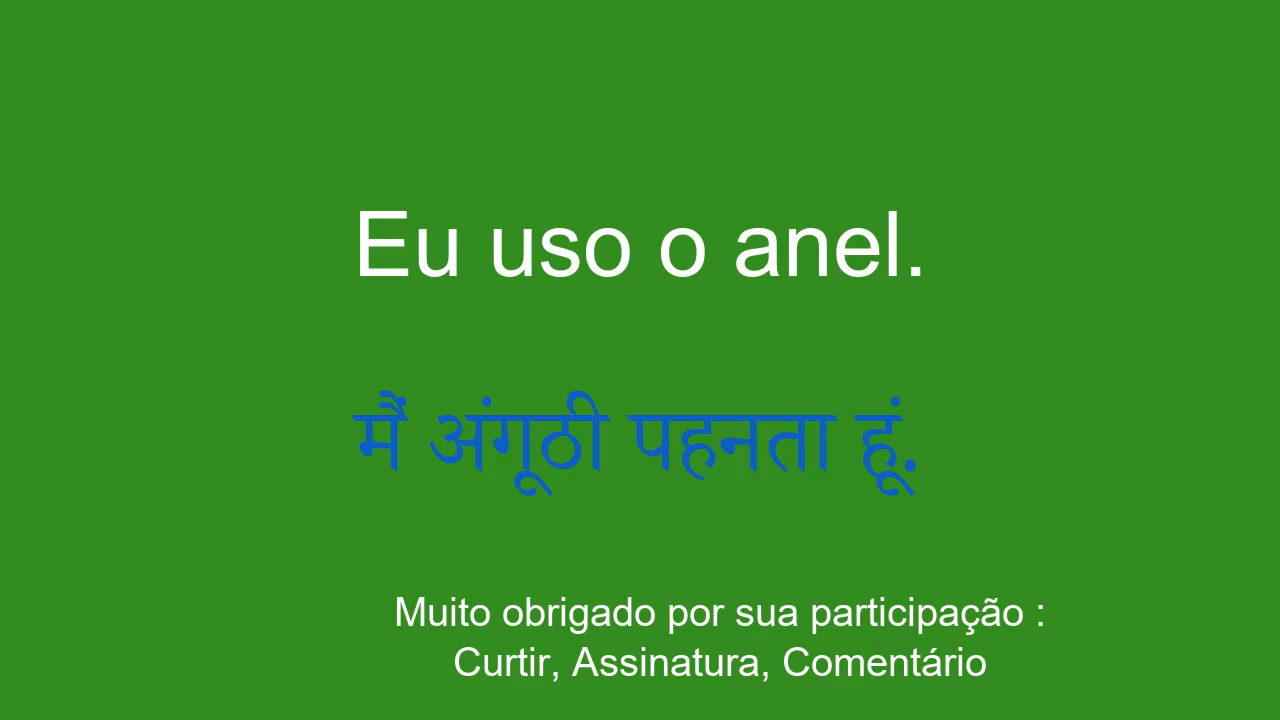 Eu uso o anel.
मैं अंगूठी पहनता हूं.
Muito obrigado por sua participação :
Curtir, Assinatura, Comentário